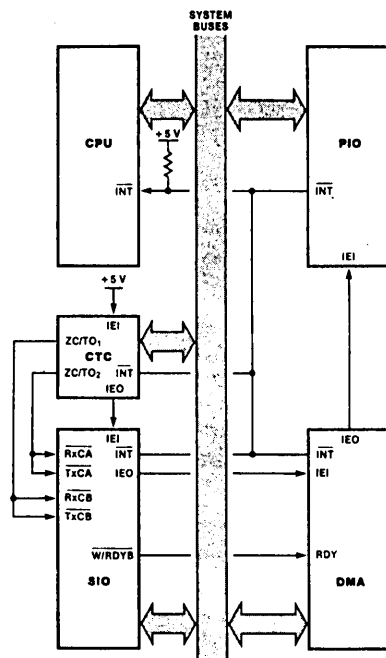 SYSTEM
BUSES
CPU
+5 V
INT
PIO
INT
IEI
+5 V
IEI
ZC/TO₁
CTC
ZC/TO₂
INT
IEO
IEI
RxCA
INT
TxCA
IEO
RxCB
TxCB
W/RDYB
SIO
IEO
INT
IEI
RDY
DMA